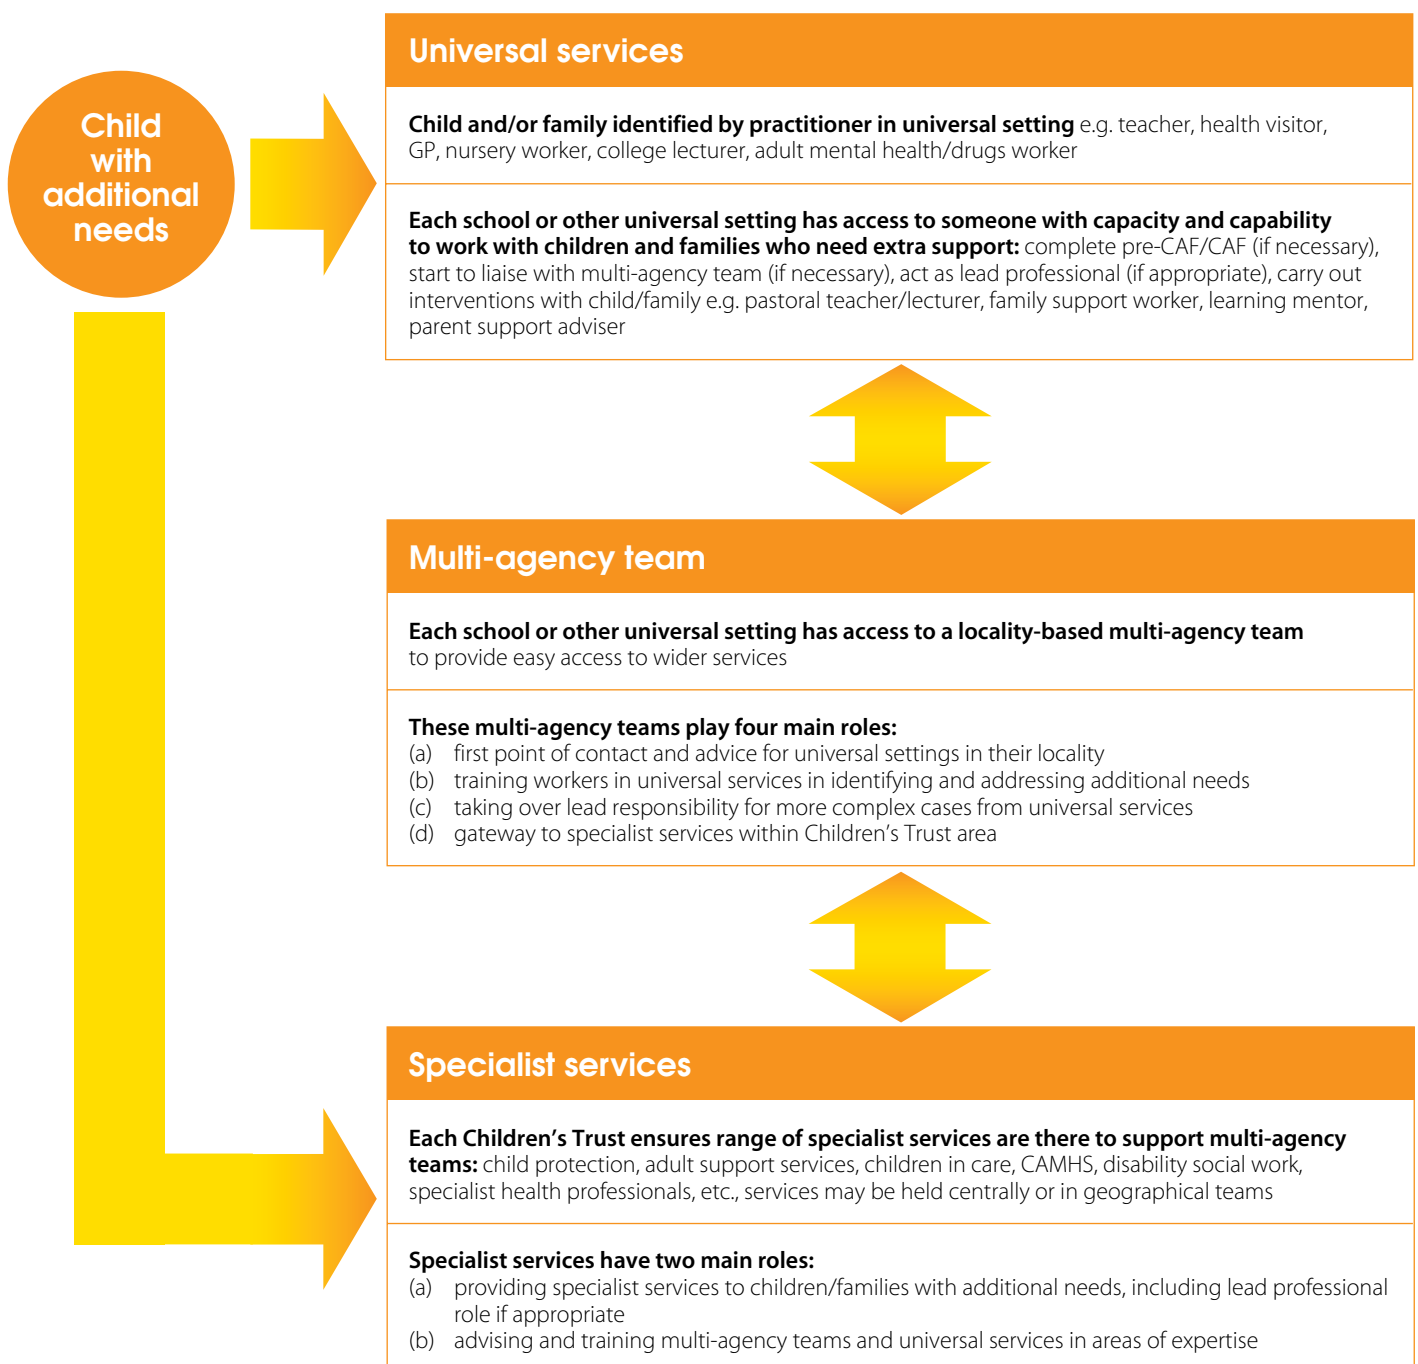 Child
with
additional
needs
Universal services
Child and/or family identified by practitioner in universal setting e.g. teacher, health visitor,
GP, nursery worker, college lecturer, adult mental health/drugs worker
Each school or other universal setting has access to someone with capacity and capability
to work with children and families who need extra support: complete pre-CAF/CAF (if necessary),
start to liaise with multi-agency team (if necessary), act as lead professional (if appropriate), carry out
interventions with child/family e.g. pastoral teacher/lecturer, family support worker, learning mentor,
parent support adviser
Multi-agency team
Each school or other universal setting has access to a locality-based multi-agency team
to provide easy access to wider services
These multi-agency teams play four main roles:
(a) first point of contact and advice for universal settings in their locality
(b) training workers in universal services in identifying and addressing additional needs
(c) taking over lead responsibility for more complex cases from universal services
(d) gateway to specialist services within Children's Trust area
Specialist services
Each Children's Trust ensures range of specialist services are there to support multi-agency
teams: child protection, adult support services, children in care, CAMHS, disability social work,
specialist health professionals, etc., services may be held centrally or in geographical teams
Specialist services have two main roles:
(a) providing specialist services to children/families with additional needs, including lead professional
role if appropriate
(b) advising and training multi-agency teams and universal services in areas of expertise